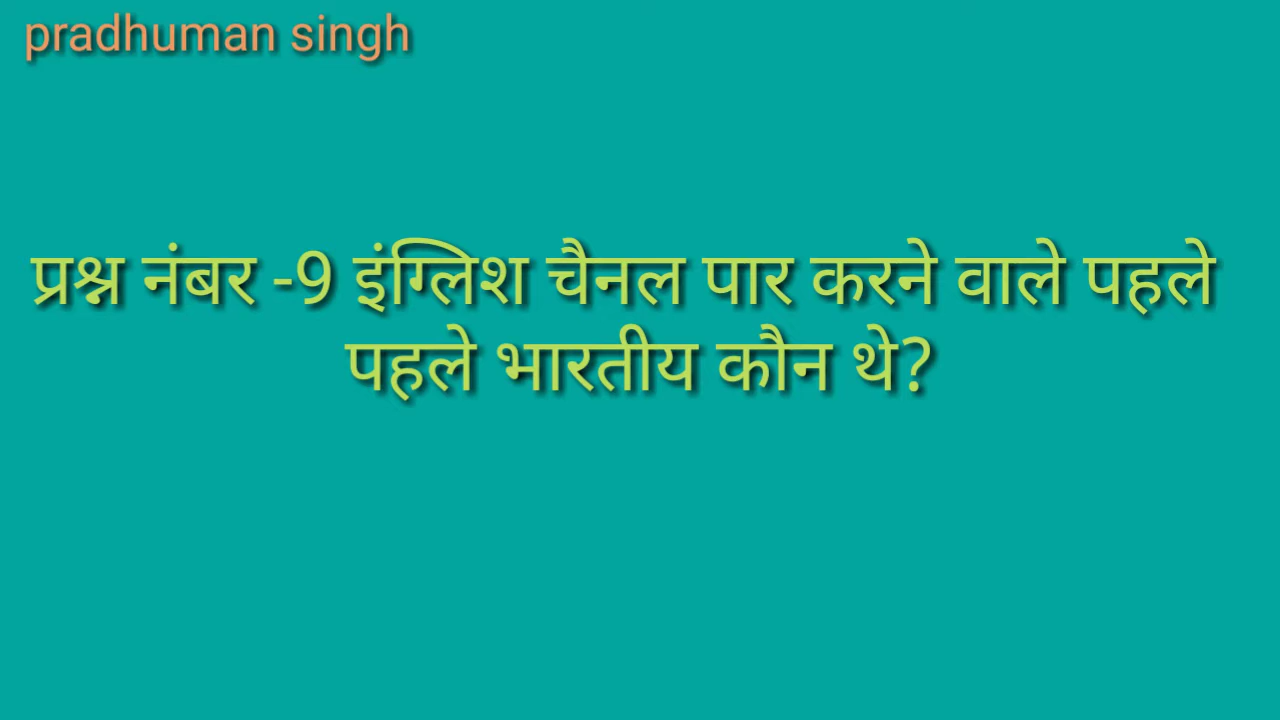 pradhuman singh
प्रश्न नंबर -9 इंग्लिश चैनल पार करने वाले पहले
पहले भारतीय कौन थे?